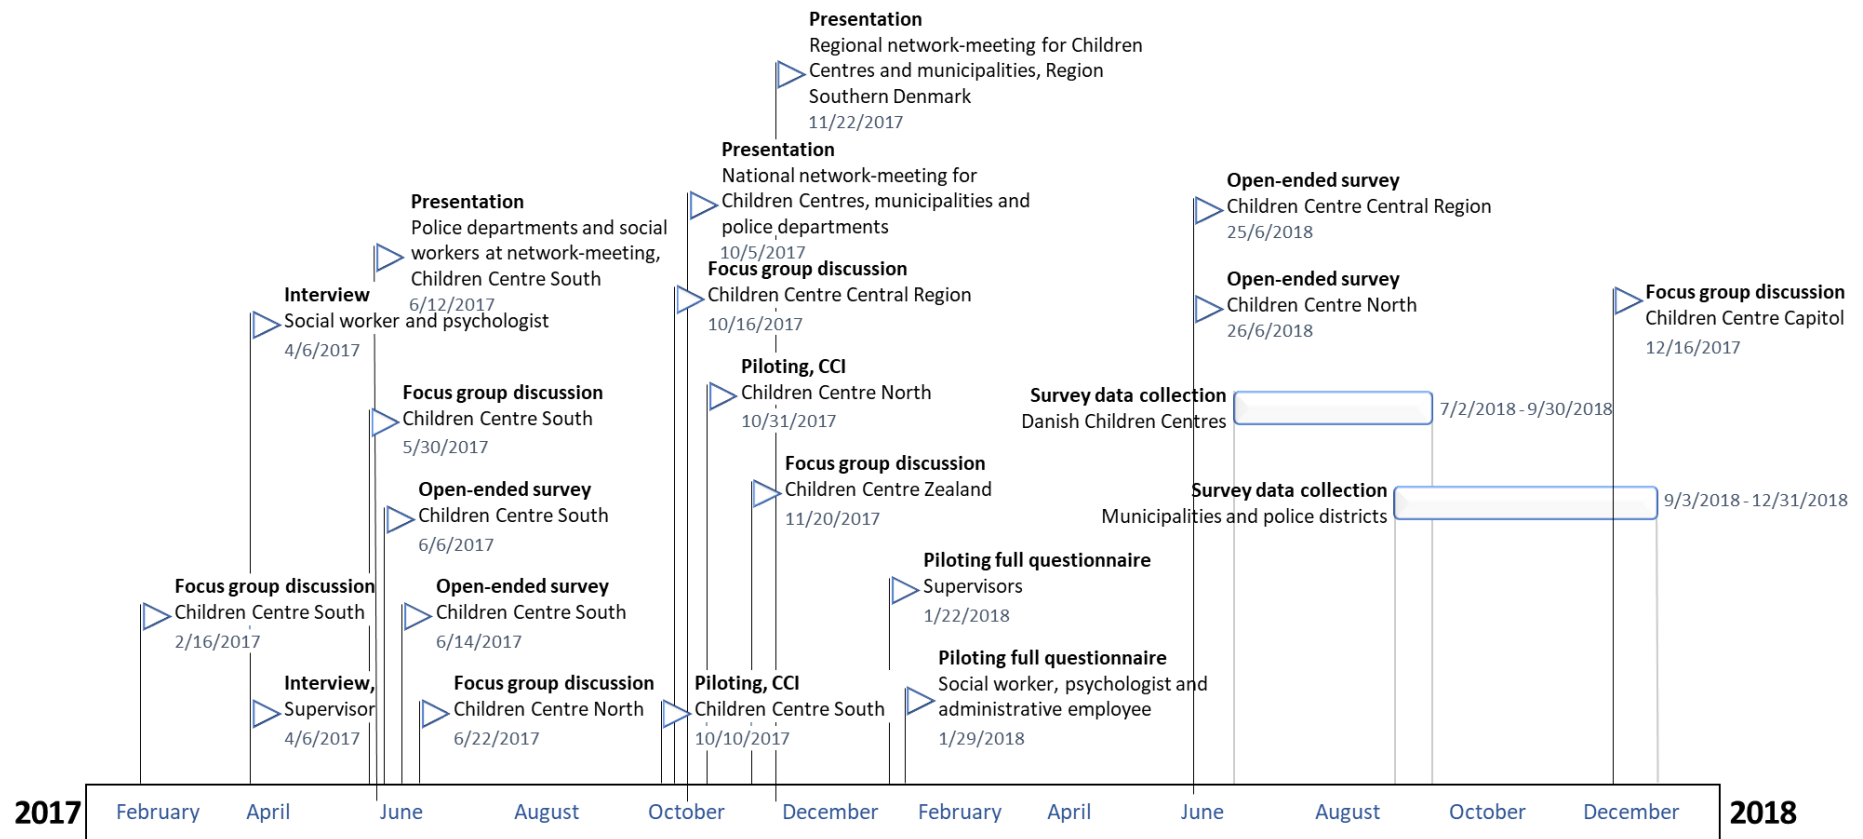 Presentation
Regional network-meeting for Children
Centres and municipalities, Region
Southern Denmark
11/22/2017
Presentation
National network-meeting for
Children Centres, municipalities and
police departments
10/5/2017
Presentation
Police departments and social
workers at network-meeting,
Children Centre South
6/12/2017
Interview
Social worker and psychologist
4/6/2017
Focus group discussion
Children Centre Central Region
10/16/2017
Open-ended survey
Children Centre Central Region
25/6/2018
Open-ended survey
Children Centre North
26/6/2018
Focus group discussion
Children Centre Capitol
12/16/2017
Focus group discussion
Children Centre South
5/30/2017
Piloting, CCI
Children Centre North
10/31/2017
Survey data collection
Danish Children Centres
7/2/2018 - 9/30/2018
Open-ended survey
Children Centre South
6/6/2017
Focus group discussion
Children Centre Zealand
11/20/2017
Survey data collection
Municipalities and police districts
9/3/2018 - 12/31/2018
Focus group discussion
Children Centre South
2/16/2017
Open-ended survey
Children Centre South
6/14/2017
Piloting full questionnaire
Supervisors
1/22/2018
Interview,
Supervisor
4/6/2017
Focus group discussion
Children Centre North
6/22/2017
Piloting, CCI
Children Centre South
10/10/2017
Piloting full questionnaire
Social worker, psychologist and
administrative employee
1/29/2018
2017 February April June August October December February April June August October December 2018